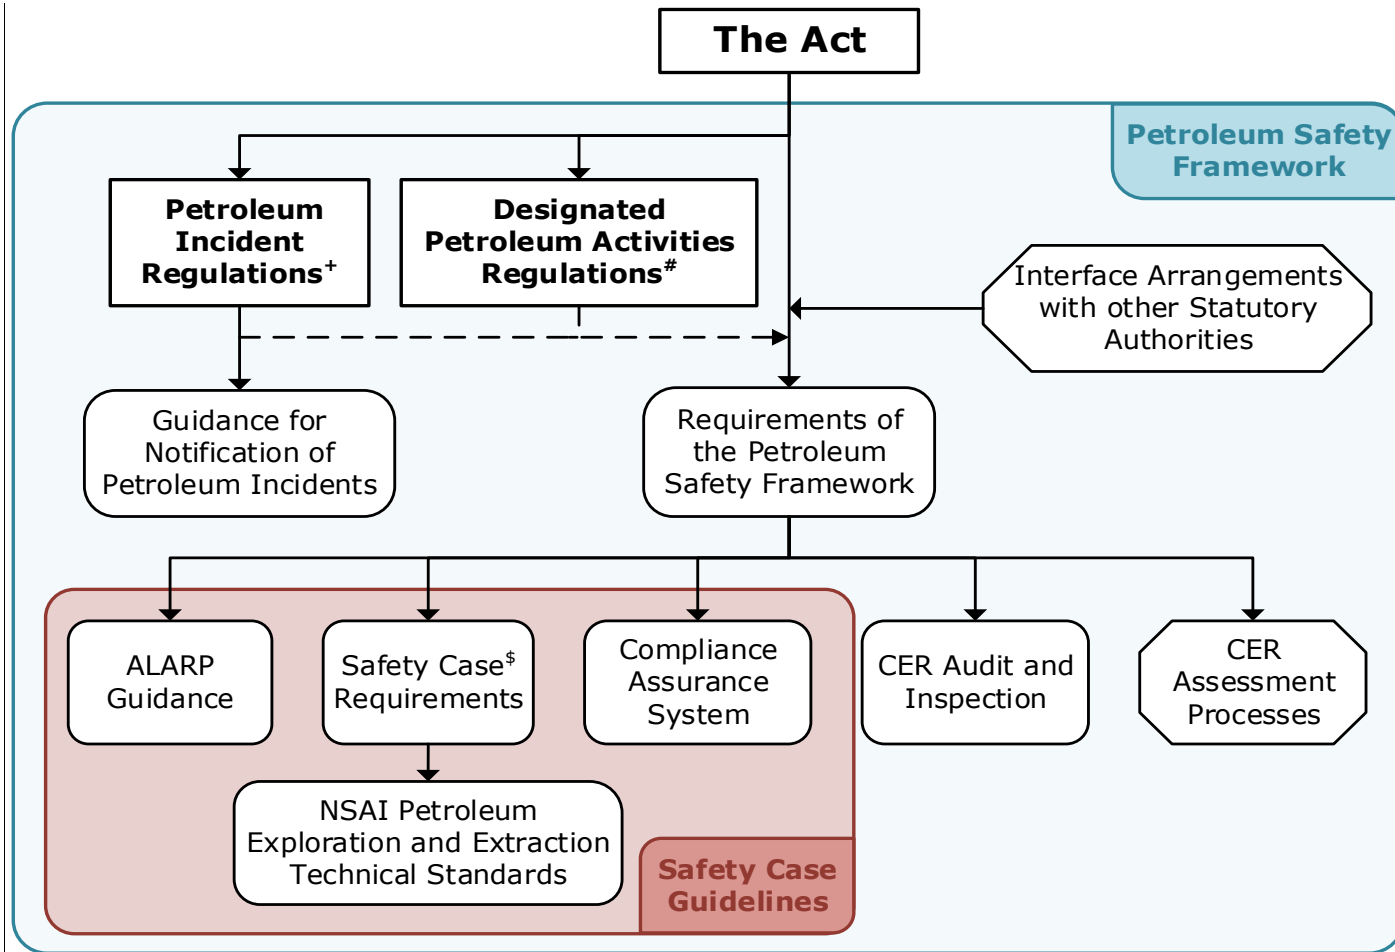 The Act
Petroleum Safety
Framework
Petroleum
Incident
Regulations+
Designated
Petroleum Activities
Regulations#
Interface Arrangements
with other Statutory
Authorities
Guidance for
Notification of
Petroleum Incidents
Requirements of
the Petroleum
Safety Framework
ALARP
Guidance
Safety Case$
Requirements
Compliance
Assurance
System
CER Audit and
Inspection
CER
Assessment
Processes
NSAI Petroleum
Exploration and Extraction
Technical Standards
Safety Case
Guidelines